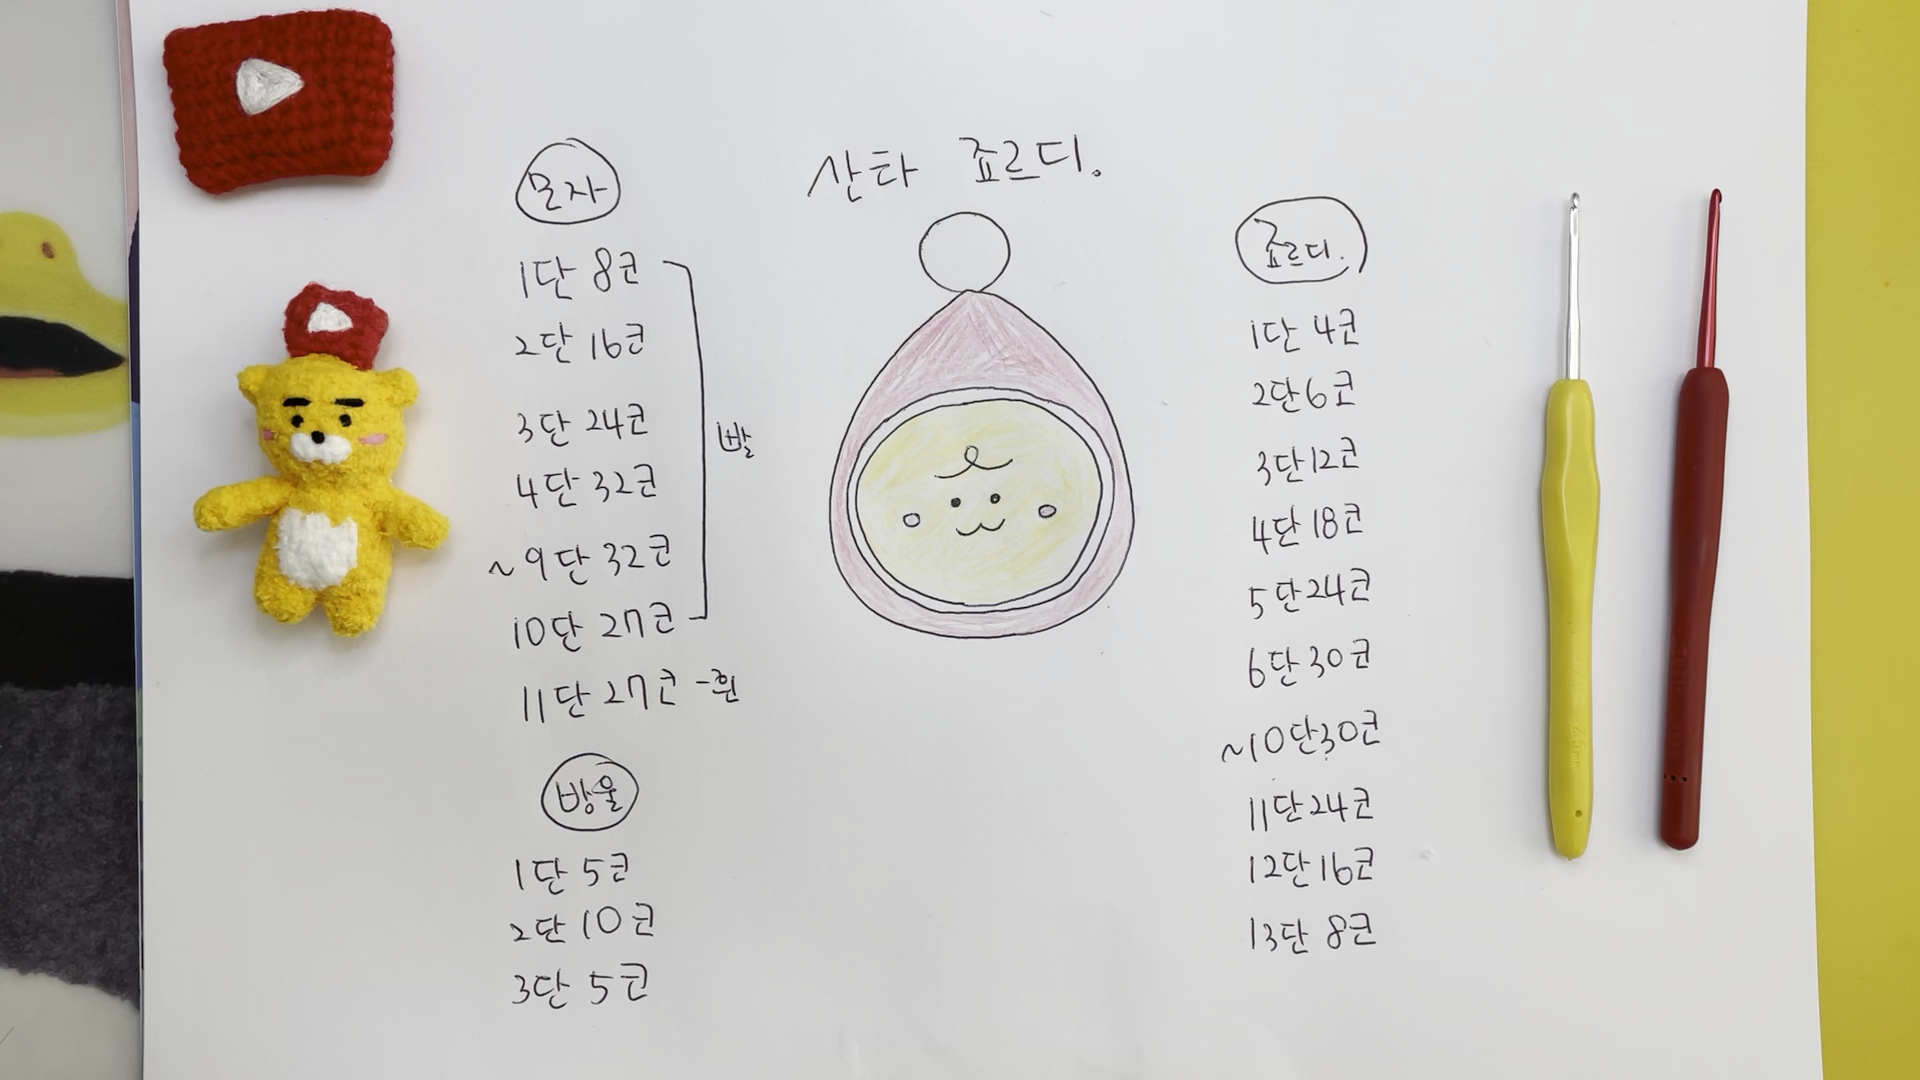 산타 죠르디.
모자
1단 8코
2단 16코
3단 24코
4단 32코
~9단 32코
10단 27코
빨
11단 27코 -흰
방울
1단 5코
2단 10코
3단 5코
죠르디.
1단 4코
2단 6코
3단 12코
4단 18코
5단 24코
6단 30코
~10단 30코
11단 24코
12단 16코
13단 8코